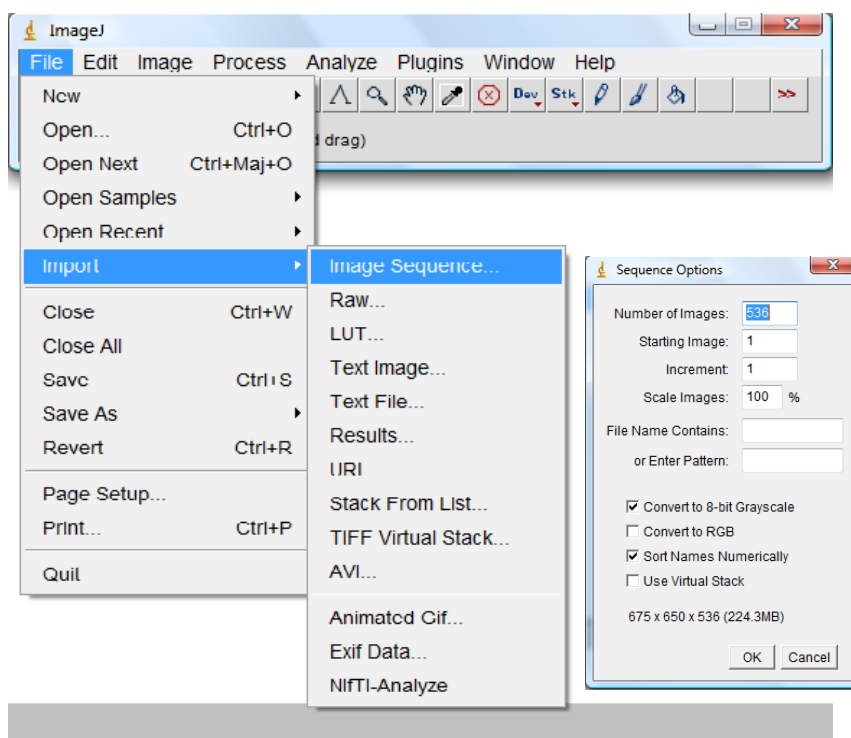 ImageJ
File Edit Image Process Analyze Plugins Window Help
Dev Stk >>
d drag)
New
Open... Ctrl+O
Open Next Ctrl+Maj+O
Open Samples
Open Recent
Import
Close Ctrl+W
Close All
Save Ctrl+S
Save As
Revert Ctrl+R
Page Setup...
Print... Ctrl+P
Quit
Image Sequence...
Raw...
LUT...
Text Image...
Text File...
Results...
URL
Stack From List...
TIFF Virtual Stack...
AVI...
Animated Gif...
Exif Data...
NIfTI-Analyze
Sequence Options
Number of Images: 536
Starting Image: 1
Increment: 1
Scale Images: 100 %
File Name Contains:
or Enter Pattern:
Convert to 8-bit Grayscale
Convert to RGB
Sort Names Numerically
Use Virtual Stack
675 x 650 x 536 (224.3MB)
OK Cancel